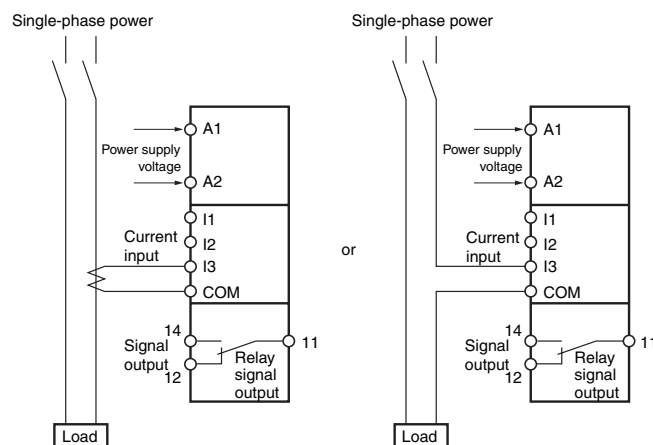 Single-phase power
A1
Power supply
voltage
A2
I1
I2
Current
input
I3
COM
14
Signal
output
12
Relay
signal
output
11
Load
or
Single-phase power
A1
Power supply
voltage
A2
I1
I2
Current
input
I3
COM
14
Signal
output
12
Relay
signal
output
11
Load